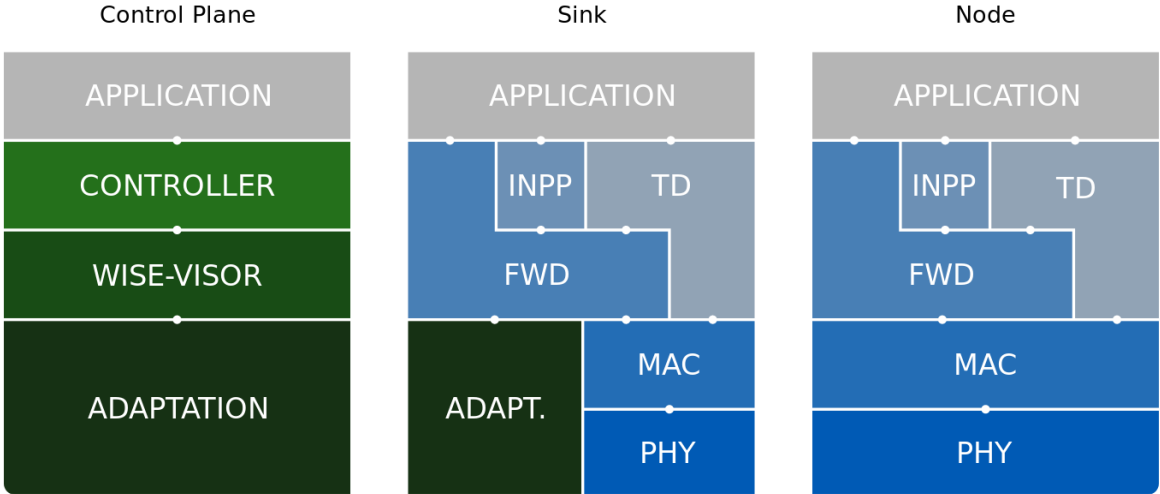 Control Plane
Sink
Node
APPLICATION
APPLICATION
APPLICATION
CONTROLLER
INPP
TD
INPP
TD
WISE-VISOR
FWD
FWD
ADAPTATION
ADAPT.
MAC
MAC
PHY
PHY